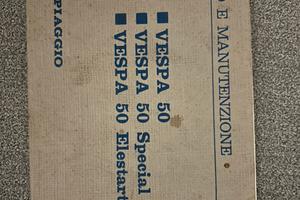 O E MANUTENZIONE
■ VESPA 50
■ VESPA 50 Special
■ VESPA 50 Elestart
PIAGGIO